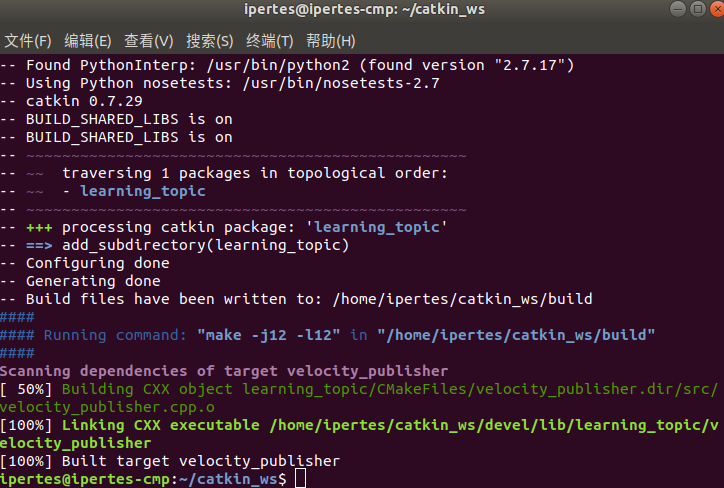 ipertes@ipertes-cmp: ~/catkin_ws
文件(F) 编辑(E) 查看(V) 搜索(S) 终端(T) 帮助(H)
-- Found PythonInterp: /usr/bin/python2 (found version "2.7.17")
-- Using Python nosetests: /usr/bin/nosetests-2.7
-- catkin 0.7.29
-- BUILD_SHARED_LIBS is on
-- BUILD_SHARED_LIBS is on
-- ~~~~~~~~~~~~~~~~~~~~~~~~~~~~~~~~~~~~~~~~~~~~~~~~~
-- ~~  traversing 1 packages in topological order:
-- ~~  - learning_topic
-- ~~~~~~~~~~~~~~~~~~~~~~~~~~~~~~~~~~~~~~~~~~~~~~~~~
-- +++ processing catkin package: 'learning_topic'
-- ==> add_subdirectory(learning_topic)
-- Configuring done
-- Generating done
-- Build files have been written to: /home/ipertes/catkin_ws/build
####
#### Running command: "make -j12 -l12" in "/home/ipertes/catkin_ws/build"
####
Scanning dependencies of target velocity_publisher
[ 50%] Building CXX object learning_topic/CMakeFiles/velocity_publisher.dir/src/
velocity_publisher.cpp.o
[100%] Linking CXX executable /home/ipertes/catkin_ws/devel/lib/learning_topic/v
elocity_publisher
[100%] Built target velocity_publisher
ipertes@ipertes-cmp:~/catkin_ws$